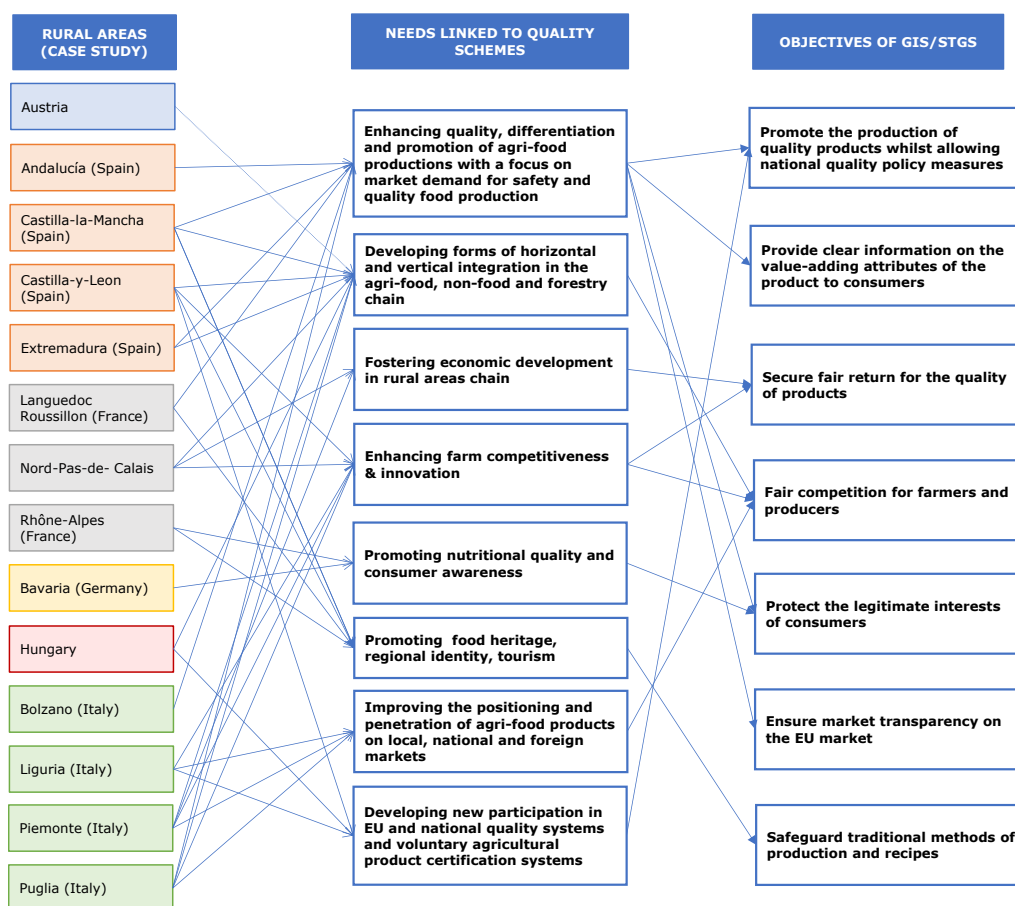 RURAL AREAS
(CASE STUDY)
Austria
Andalucía (Spain)
Castilla-la-Mancha
(Spain)
Castilla-y-Leon
(Spain)
Extremadura (Spain)
Languedoc
Roussillon (France)
Nord-Pas-de- Calais
Rhône-Alpes
(France)
Bavaria (Germany)
Hungary
Bolzano (Italy)
Liguria (Italy)
Piemonte (Italy)
Puglia (Italy)
NEEDS LINKED TO QUALITY
SCHEMES
Enhancing quality, differentiation
and promotion of agri-food
productions with a focus on
market demand for safety and
quality food production
Developing forms of horizontal
and vertical integration in the
agri-food, non-food and forestry
chain
Fostering economic development
in rural areas chain
Enhancing farm competitiveness
& innovation
Promoting nutritional quality and
consumer awareness
Promoting food heritage,
regional identity, tourism
Improving the positioning and
penetration of agri-food products
on local, national and foreign
markets
Developing new participation in
EU and national quality systems
and voluntary agricultural
product certification systems
OBJECTIVES OF GIS/STGS
Promote the production of
quality products whilst allowing
national quality policy measures
Provide clear information on the
value-adding attributes of the
product to consumers
Secure fair return for the quality
of products
Fair competition for farmers and
producers
Protect the legitimate interests
of consumers
Ensure market transparency on
the EU market
Safeguard traditional methods of
production and recipes